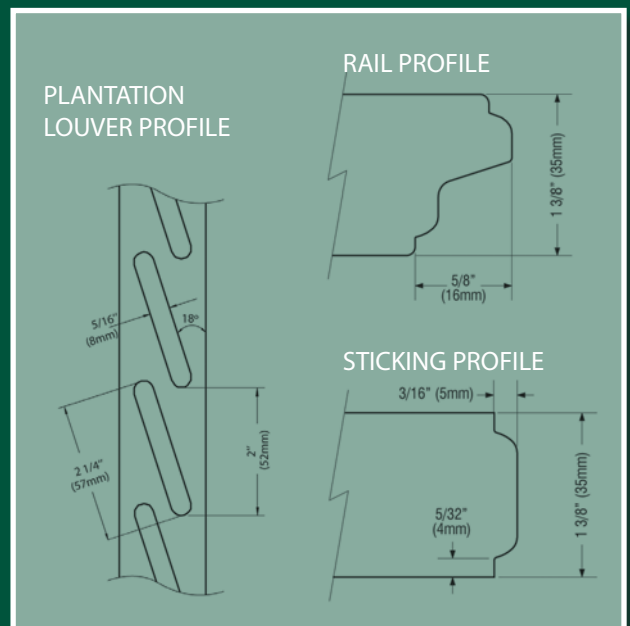 PLANTATION
LOUVER PROFILE
5/16"
(8mm)
18º
2 1/4"
(57mm)
2"
(52mm)
RAIL PROFILE
1 3/8" (35mm)
5/8"
(16mm)
STICKING PROFILE
3/16" (5mm)
5/32"
(4mm)
1 3/8" (35mm)